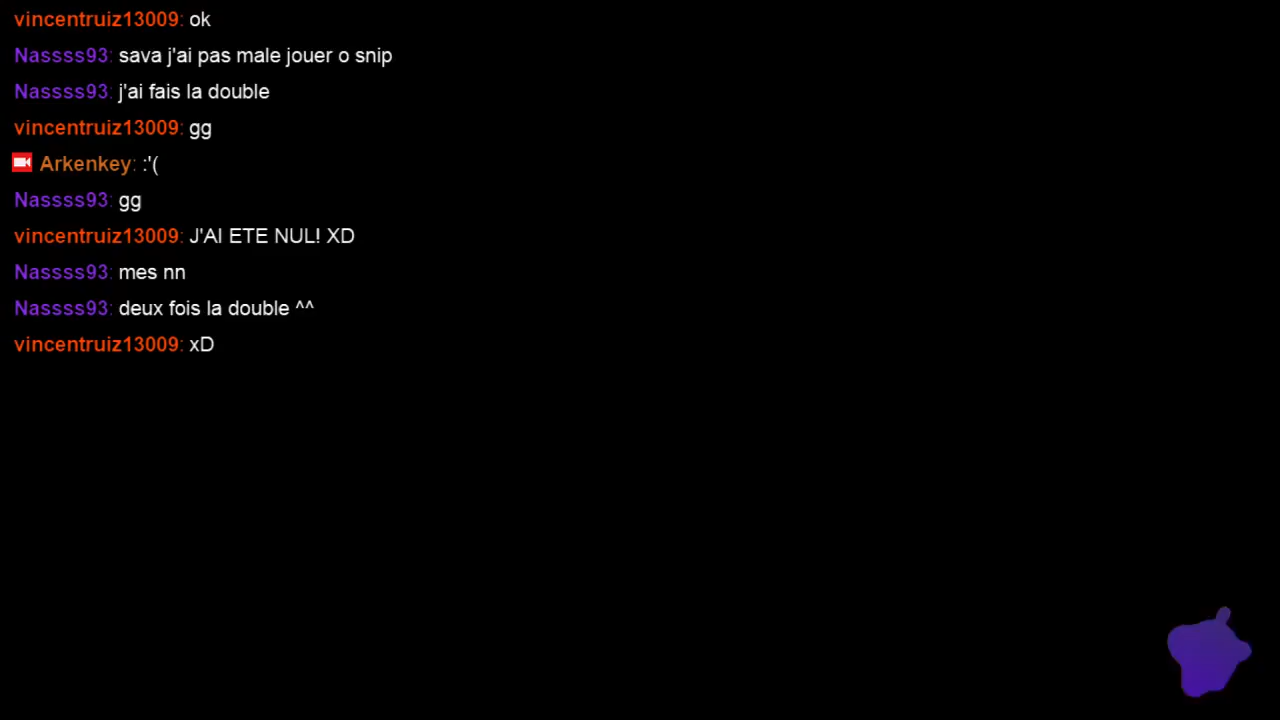 vincentruiz13009: ok
Nassss93: sava j'ai pas male jouer o snip
Nassss93: j'ai fais la double
vincentruiz13009: gg
Arkenkey: :'(
Nassss93: gg
vincentruiz13009: J'AI ETE NUL! XD
Nassss93: mes nn
Nassss93: deux fois la double ^^
vincentruiz13009: xD